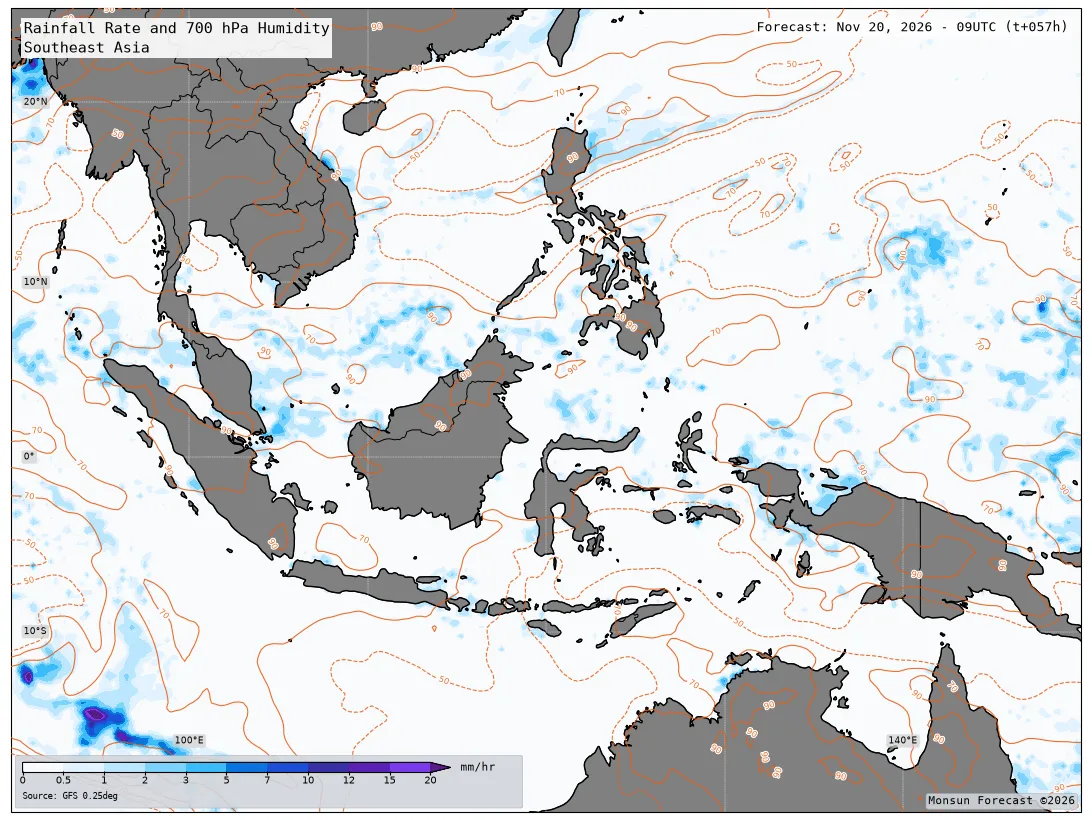 Rainfall Rate and 700 hPa Humidity
Southeast Asia
Forecast: Nov 20, 2026 - 09UTC (t+057h)
20°N
10°N
0°
10°S
100°E
140°E
0 0.5 1 2 3 5 7 10 12 15 20 mm/hr
Source: GFS 0.25deg
Monsun Forecast ©2026